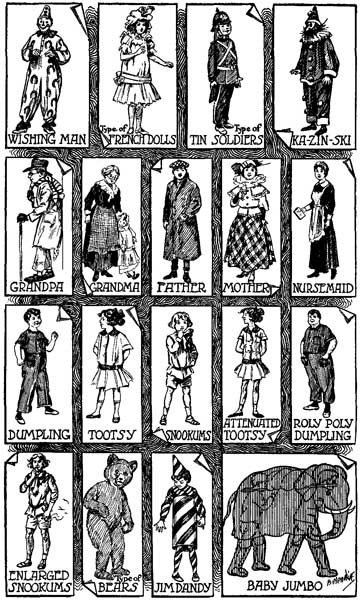 WISHING MAN
Type of
FRENCH DOLLS
Type of
TIN SOLDIERS
KA-ZIN-SKI
GRANDPA
GRANDMA
FATHER
MOTHER
NURSEMAID
DUMPLING
TOOTSY
SNOOKUMS
ATTENUATED
TOOTSY
ROLY POLY
DUMPLING
ENLARGED
SNOOKUMS
Type of
BEARS
JIM DANDY
BABY JUMBO